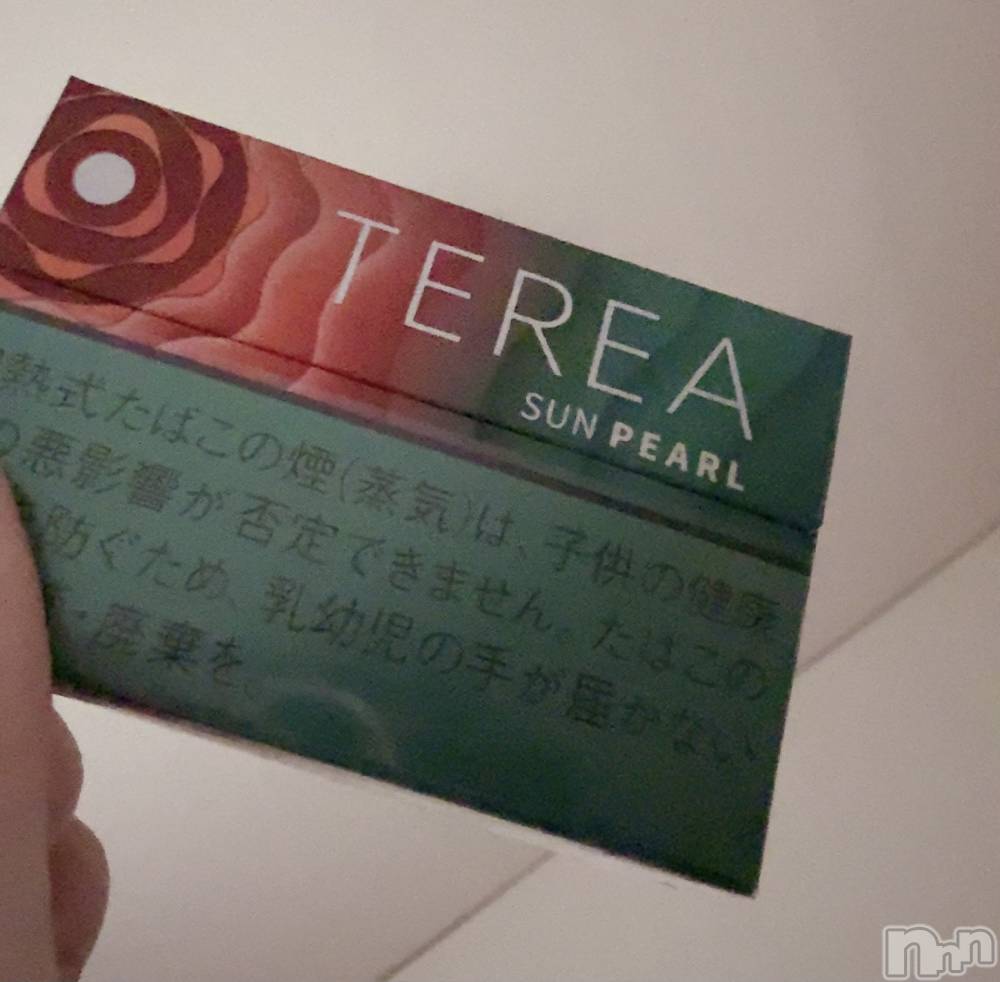 TEREA
SUN PEARL
熱式たばこの煙(蒸気)は、子供の健康
の悪影響が否定できません。たばこの
防ぐため、乳幼児の手が届かない
・廃棄を。
nnn